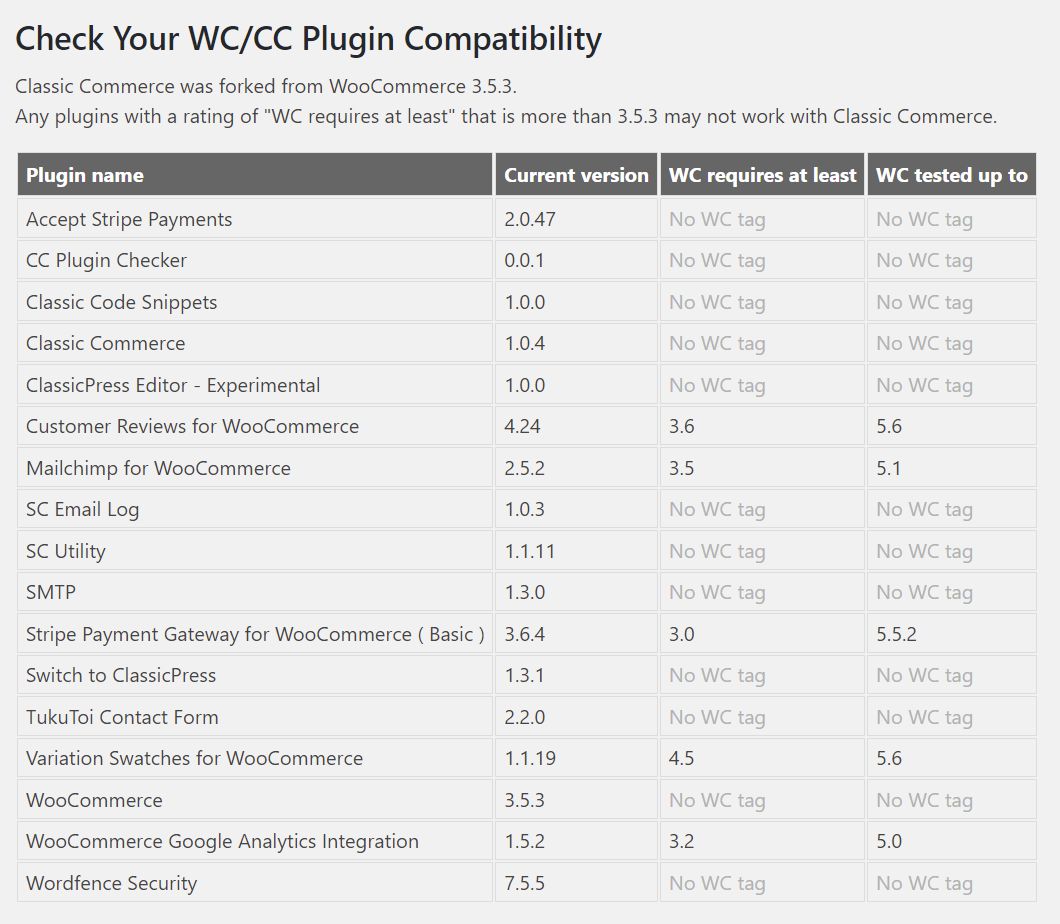 Check Your WC/CC Plugin Compatibility
Classic Commerce was forked from WooCommerce 3.5.3.
Any plugins with a rating of "WC requires at least" that is more than 3.5.3 may not work with Classic Commerce.
Plugin name Current version WC requires at least WC tested up to
Accept Stripe Payments 2.0.47 No WC tag No WC tag
CC Plugin Checker 0.0.1 No WC tag No WC tag
Classic Code Snippets 1.0.0 No WC tag No WC tag
Classic Commerce 1.0.4 No WC tag No WC tag
ClassicPress Editor - Experimental 1.0.0 No WC tag No WC tag
Customer Reviews for WooCommerce 4.24 3.6 5.6
Mailchimp for WooCommerce 2.5.2 3.5 5.1
SC Email Log 1.0.3 No WC tag No WC tag
SC Utility 1.1.11 No WC tag No WC tag
SMTP 1.3.0 No WC tag No WC tag
Stripe Payment Gateway for WooCommerce ( Basic ) 3.6.4 3.0 5.5.2
Switch to ClassicPress 1.3.1 No WC tag No WC tag
TukuToi Contact Form 2.2.0 No WC tag No WC tag
Variation Swatches for WooCommerce 1.1.19 4.5 5.6
WooCommerce 3.5.3 No WC tag No WC tag
WooCommerce Google Analytics Integration 1.5.2 3.2 5.0
Wordfence Security 7.5.5 No WC tag No WC tag